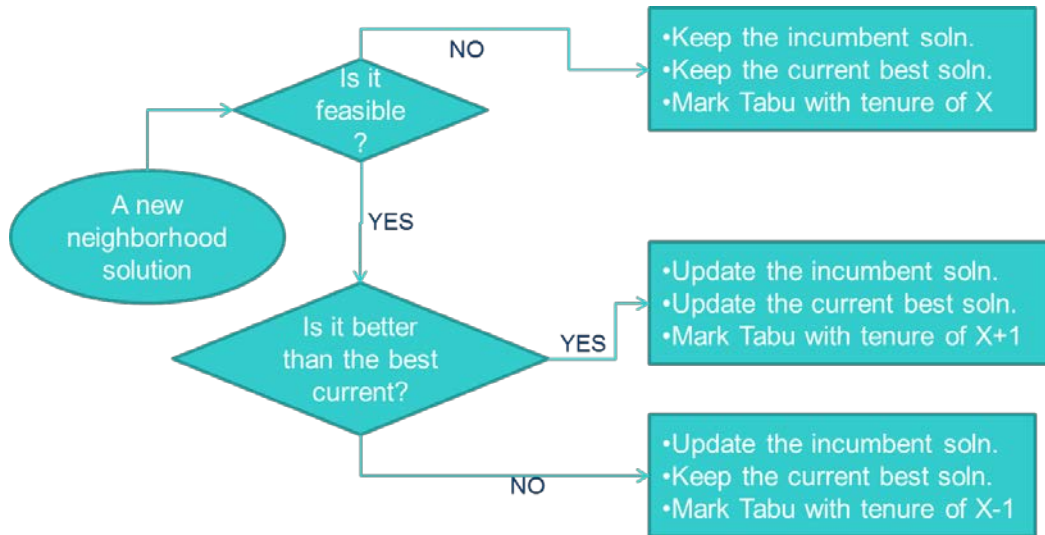 NO
Is it
feasible
?
•Keep the incumbent soln.
•Keep the current best soln.
•Mark Tabu with tenure of X
A new
neighborhood
solution
YES
Is it better
than the best
current?
YES
•Update the incumbent soln.
•Update the current best soln.
•Mark Tabu with tenure of X+1
NO
•Update the incumbent soln.
•Keep the current best soln.
•Mark Tabu with tenure of X-1